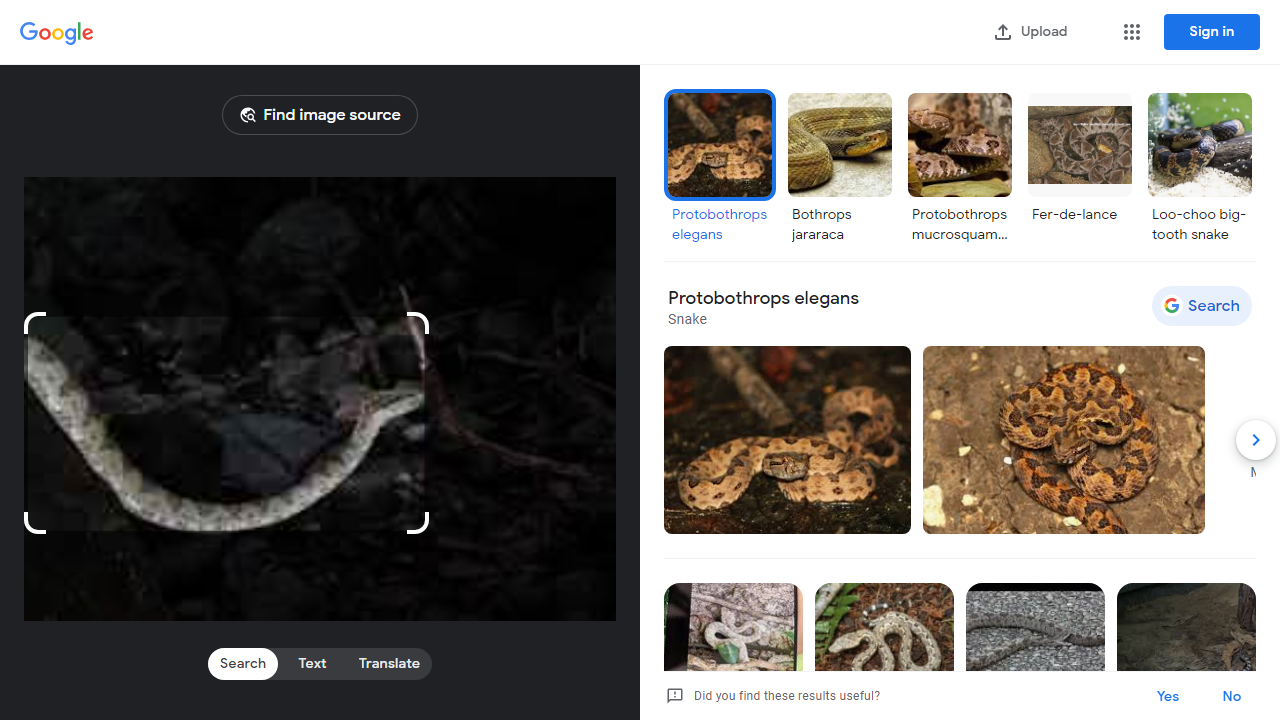 Google
Upload
Sign in
Find image source
Protobothrops
elegans
Bothrops
jararaca
Protobothrops
mucrosquam...
Fer-de-lance
Loo-choo big-
tooth snake
Protobothrops elegans
Snake
Search
Search
Text
Translate
Did you find these results useful?
Yes
No